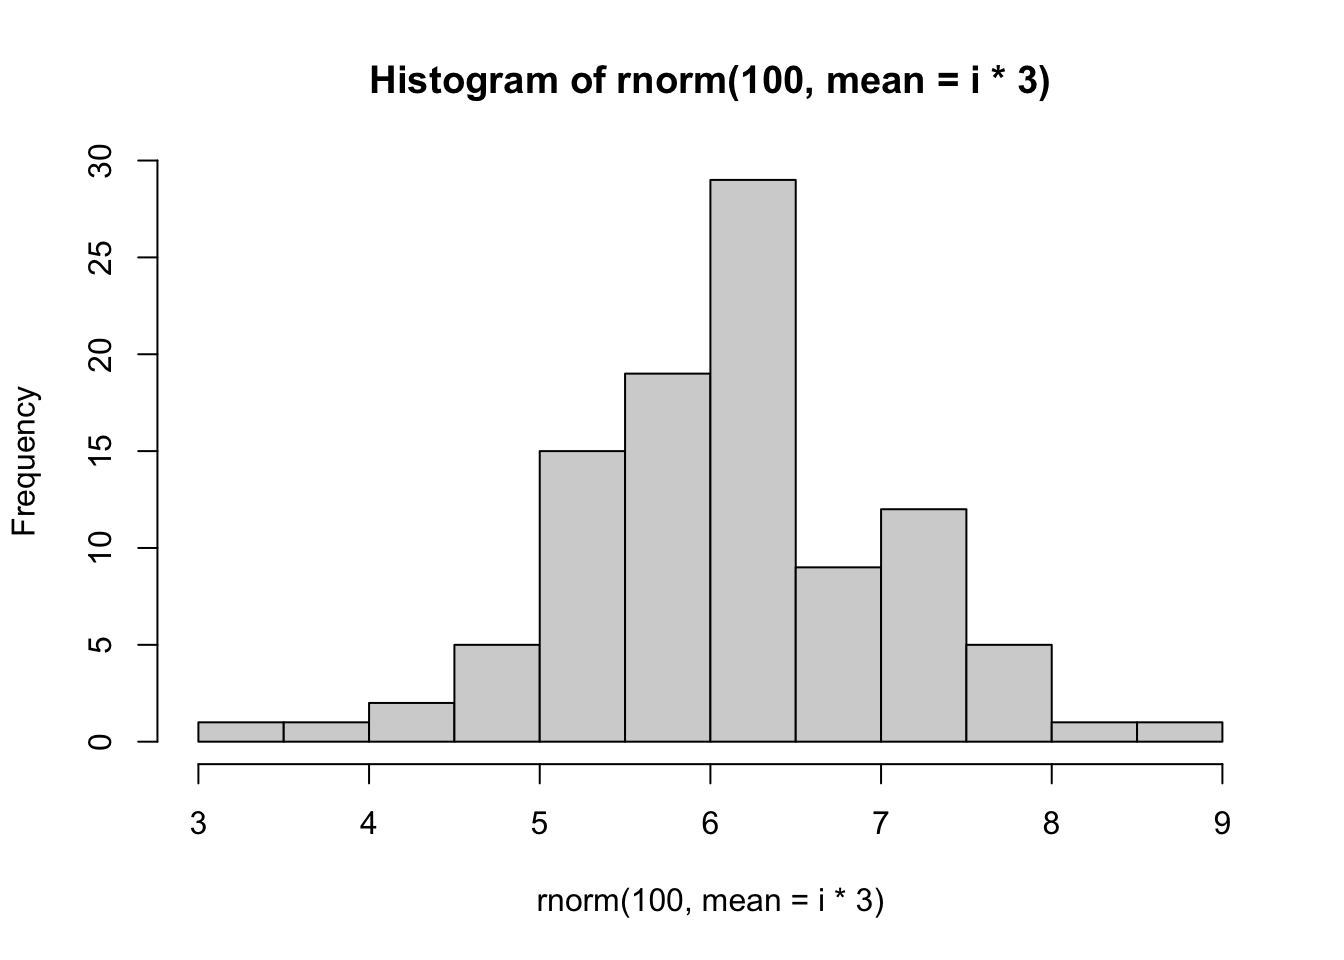 Histogram of rnorm(100, mean = i * 3)
Frequency
30
25
20
15
10
5
0
3 4 5 6 7 8 9
rnorm(100, mean = i * 3)